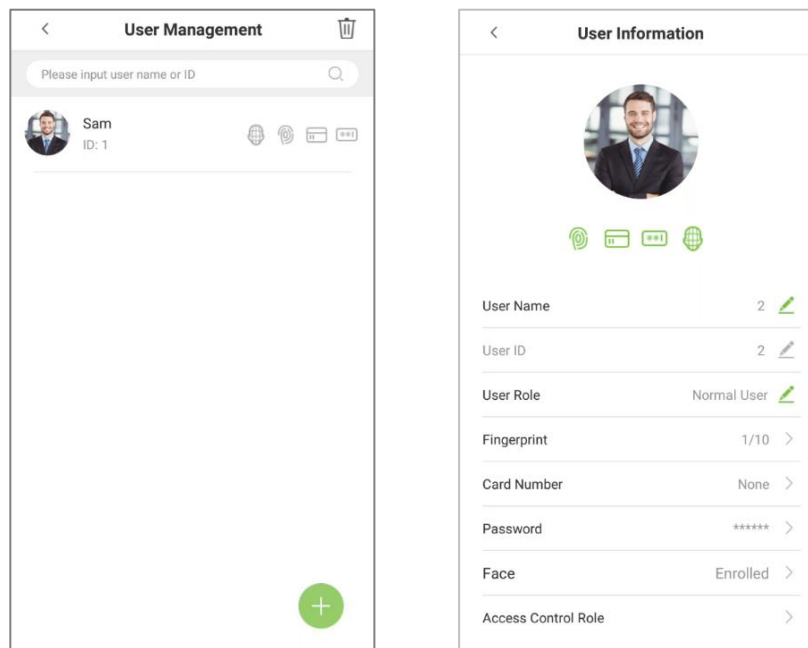 User Management
Please input user name or ID
Sam
ID: 1
User Information
User Name 2
User ID 2
User Role Normal User
Fingerprint 1/10
Card Number None
Password ******
Face Enrolled
Access Control Role